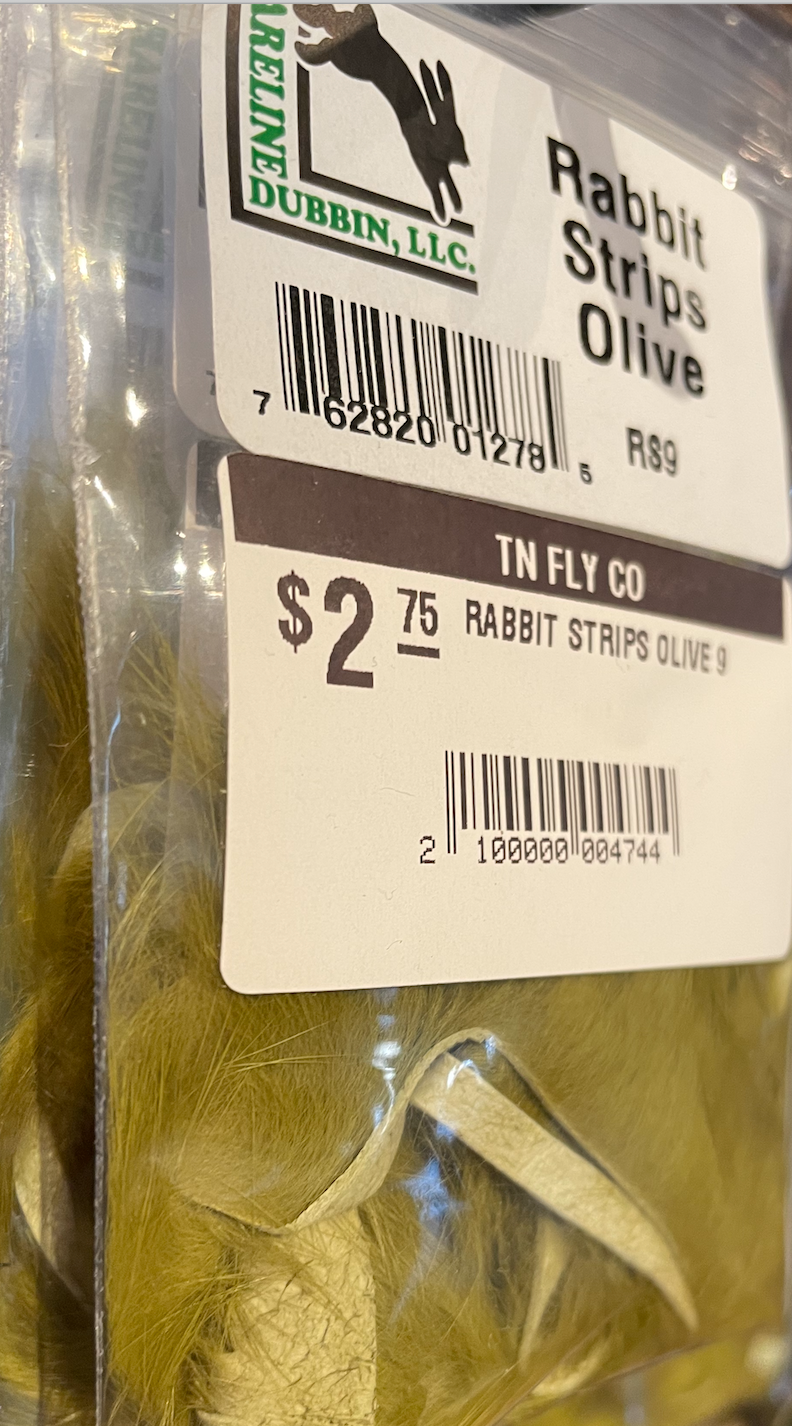 ARELINE
DUBBIN, LLC.
Rabbit
Strips
Olive
7 62820 01278 5
RS9
TN FLY CO
$2 75
RABBIT STRIPS OLIVE 9
2 100000 004744